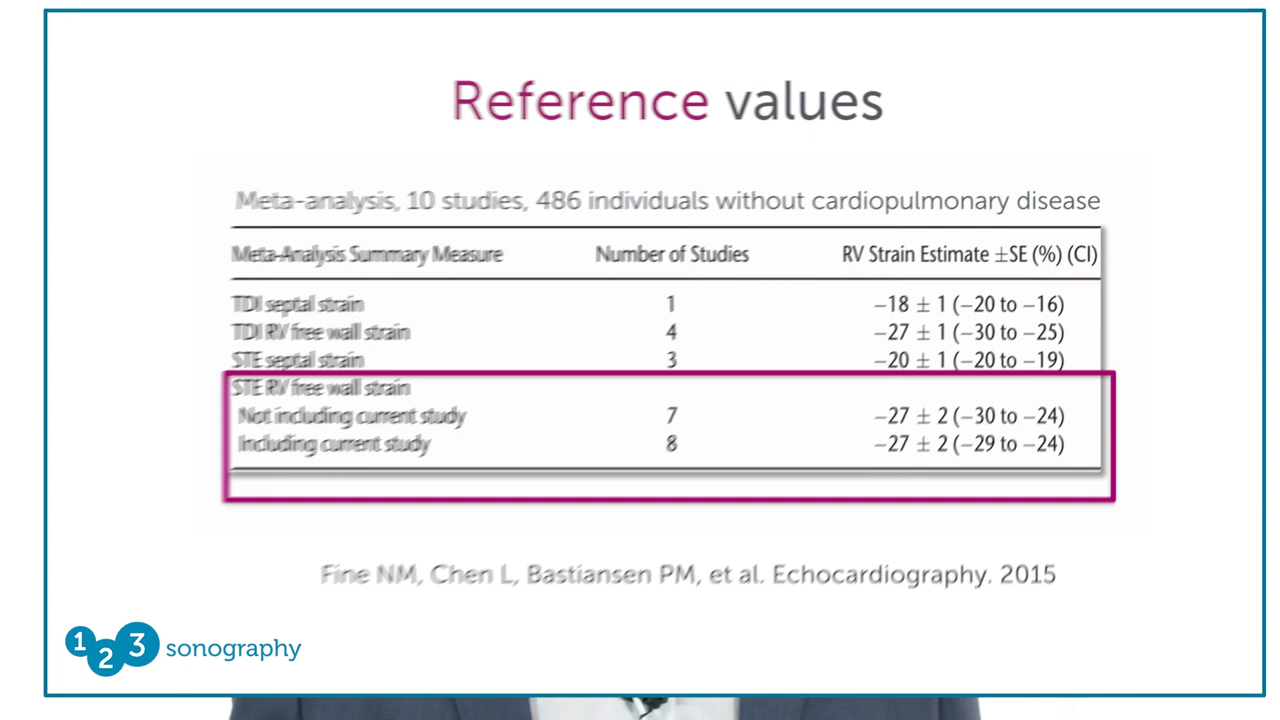 Reference values
Meta-analysis, 10 studies, 486 individuals without cardiopulmonary disease
Meta-Analysis Summary Measure Number of Studies RV Strain Estimate ±SE (%) (CI)
TDI septal strain 1 −18 ± 1 (−20 to −16)
TDI RV free wall strain 4 −27 ± 1 (−30 to −25)
STE septal strain 3 −20 ± 1 (−20 to −19)
STE RV free wall strain
Not including current study 7 −27 ± 2 (−30 to −24)
Including current study 8 −27 ± 2 (−29 to −24)
Fine NM, Chen L, Bastiansen PM, et al. Echocardiography. 2015
123 sonography